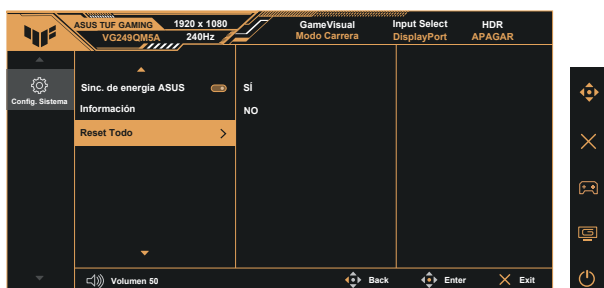 ASUS TUF GAMING
VG249QM5A
1920 x 1080
240Hz
GameVisual
Modo Carrera
Input Select
DisplayPort
HDR
APAGAR
Config. Sistema
Sinc. de energía ASUS
Información
Reset Todo
SÍ
NO
Volumen 50
Back
Enter
Exit